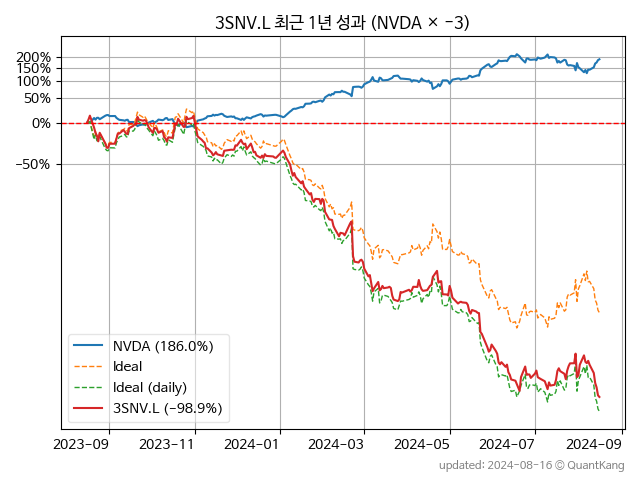 3SNV.L 최근 1년 성과 (NVDA × −3)
200%
150%
100%
50%
0%
−50%
NVDA (186.0%)
Ideal
Ideal (daily)
3SNV.L (−98.9%)
2023-09 2023-11 2024-01 2024-03 2024-05 2024-07 2024-09
updated: 2024-08-16 © QuantKang